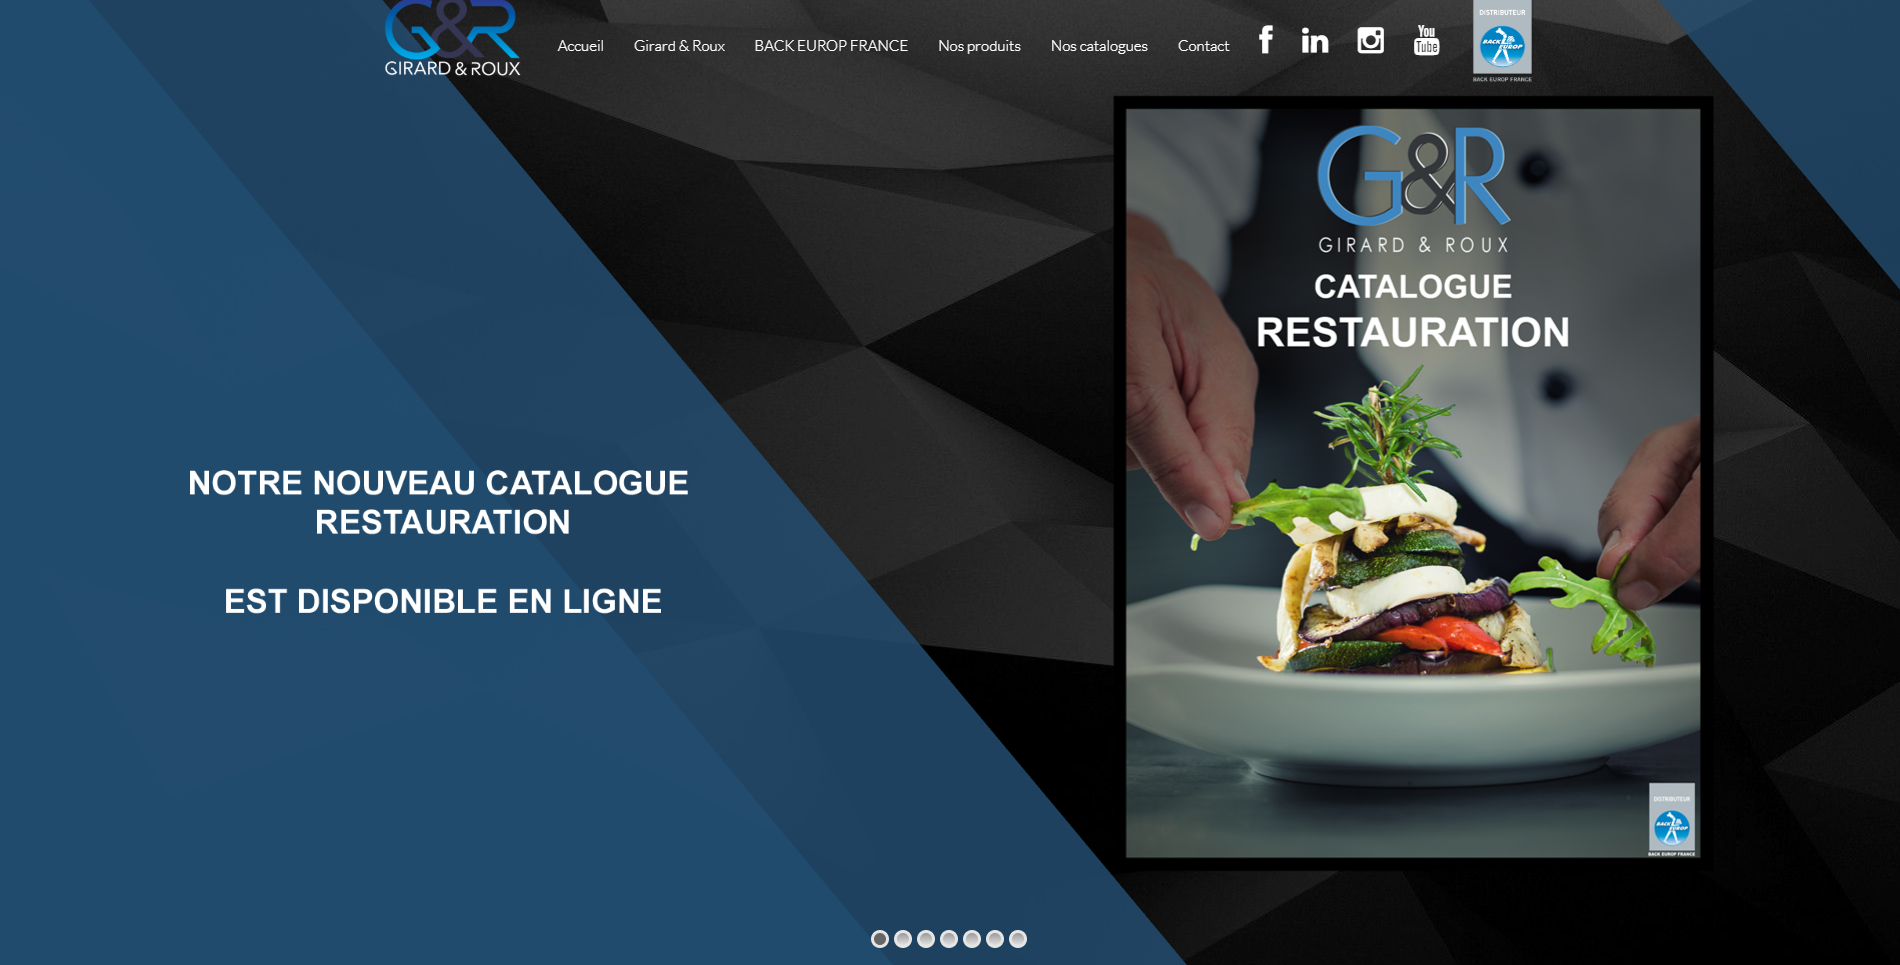 G&R
GIRARD & ROUX
Accueil
Girard & Roux
BACK EUROP FRANCE
Nos produits
Nos catalogues
Contact
f
in
You
Tube
DISTRIBUTEUR
BACK EUROP
BACK EUROP FRANCE
NOTRE NOUVEAU CATALOGUE
RESTAURATION
EST DISPONIBLE EN LIGNE
G&R
GIRARD & ROUX
CATALOGUE
RESTAURATION
DISTRIBUTEUR
BACK EUROP
BACK EUROP FRANCE